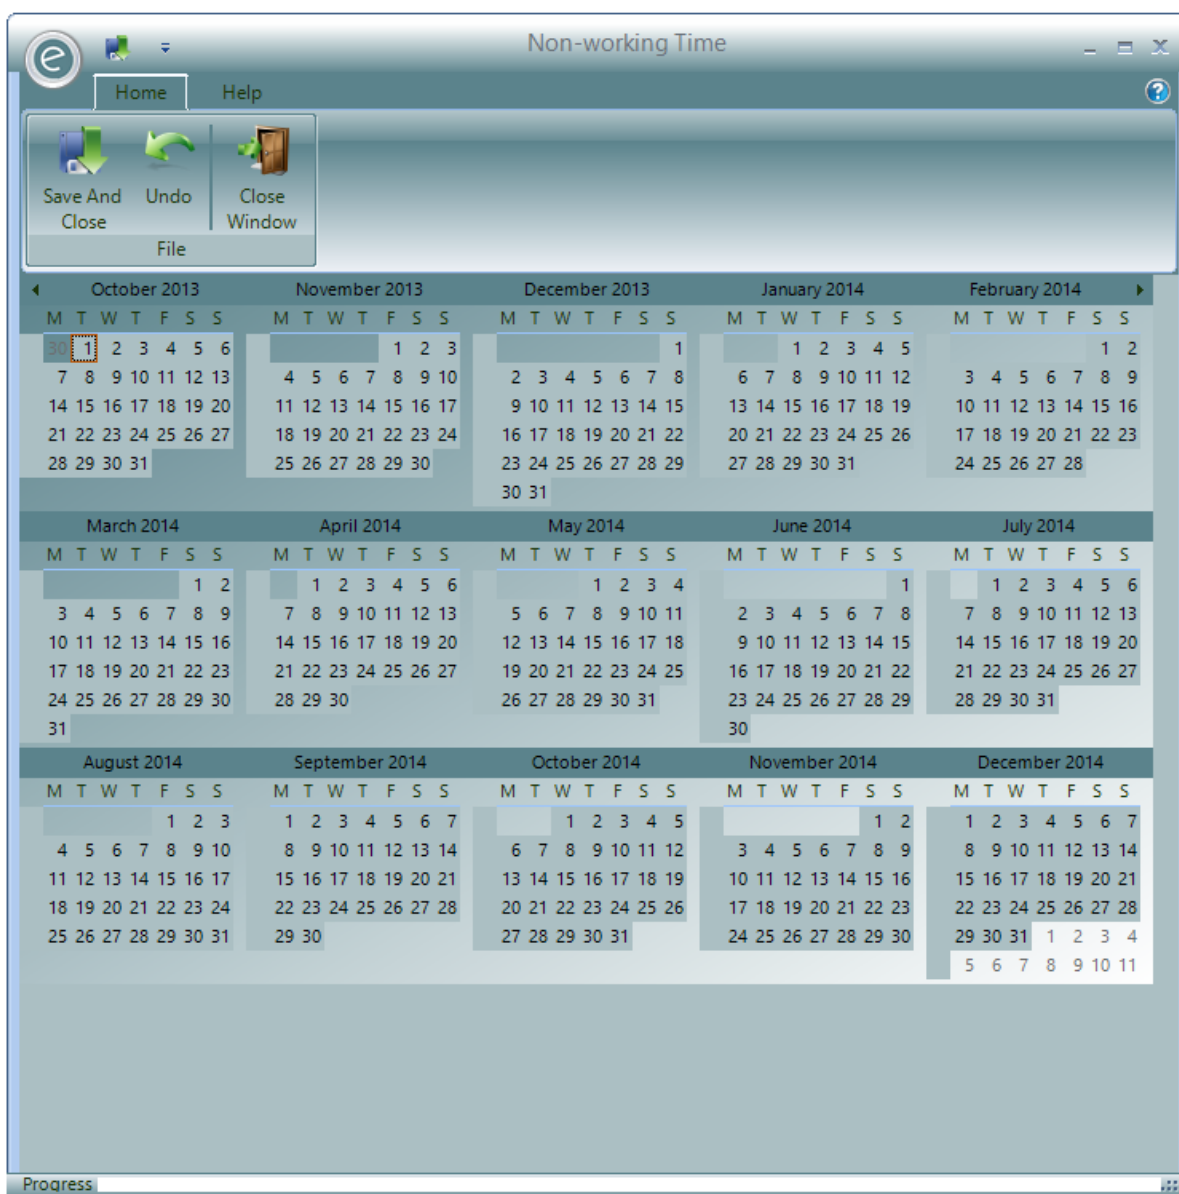 e
Non-working Time
Home Help
Save And Close Undo Close Window
File
October 2013 November 2013 December 2013 January 2014 February 2014
M T W T F S S M T W T F S S M T W T F S S M T W T F S S M T W T F S S
30 1 2 3 4 5 6 1 2 3 1 1 2 3 4 5 1 2
7 8 9 10 11 12 13 4 5 6 7 8 9 10 2 3 4 5 6 7 8 6 7 8 9 10 11 12 3 4 5 6 7 8 9
14 15 16 17 18 19 20 11 12 13 14 15 16 17 9 10 11 12 13 14 15 13 14 15 16 17 18 19 10 11 12 13 14 15 16
21 22 23 24 25 26 27 18 19 20 21 22 23 24 16 17 18 19 20 21 22 20 21 22 23 24 25 26 17 18 19 20 21 22 23
28 29 30 31 25 26 27 28 29 30 23 24 25 26 27 28 29 27 28 29 30 31 24 25 26 27 28
30 31
March 2014 April 2014 May 2014 June 2014 July 2014
M T W T F S S M T W T F S S M T W T F S S M T W T F S S M T W T F S S
1 2 1 2 3 4 5 6 1 2 3 4 1 1 2 3 4 5 6
3 4 5 6 7 8 9 7 8 9 10 11 12 13 5 6 7 8 9 10 11 2 3 4 5 6 7 8 7 8 9 10 11 12 13
10 11 12 13 14 15 16 14 15 16 17 18 19 20 12 13 14 15 16 17 18 9 10 11 12 13 14 15 14 15 16 17 18 19 20
17 18 19 20 21 22 23 21 22 23 24 25 26 27 19 20 21 22 23 24 25 16 17 18 19 20 21 22 21 22 23 24 25 26 27
24 25 26 27 28 29 30 28 29 30 26 27 28 29 30 31 23 24 25 26 27 28 29 28 29 30 31
31 30
August 2014 September 2014 October 2014 November 2014 December 2014
M T W T F S S M T W T F S S M T W T F S S M T W T F S S M T W T F S S
1 2 3 1 2 3 4 5 6 7 1 2 3 4 5 1 2 1 2 3 4 5 6 7
4 5 6 7 8 9 10 8 9 10 11 12 13 14 6 7 8 9 10 11 12 3 4 5 6 7 8 9 8 9 10 11 12 13 14
11 12 13 14 15 16 17 15 16 17 18 19 20 21 13 14 15 16 17 18 19 10 11 12 13 14 15 16 15 16 17 18 19 20 21
18 19 20 21 22 23 24 22 23 24 25 26 27 28 20 21 22 23 24 25 26 17 18 19 20 21 22 23 22 23 24 25 26 27 28
25 26 27 28 29 30 31 29 30 27 28 29 30 31 24 25 26 27 28 29 30 29 30 31 1 2 3 4
5 6 7 8 9 10 11
Progress